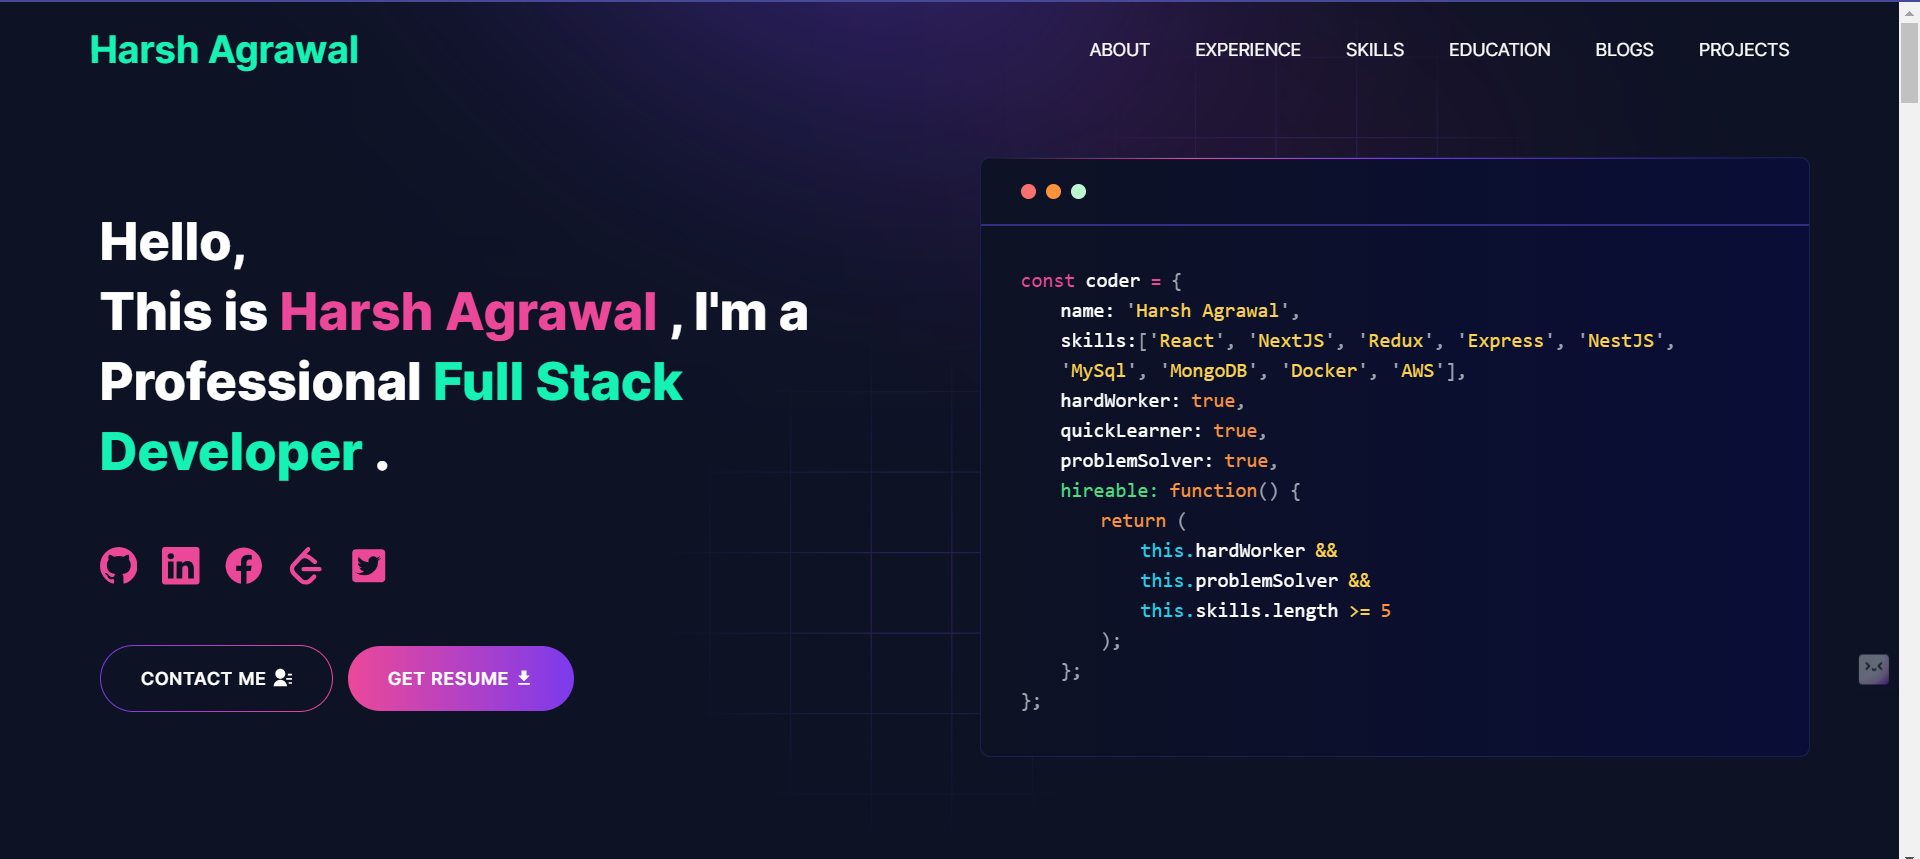 Harsh Agrawal
ABOUT EXPERIENCE SKILLS EDUCATION BLOGS PROJECTS
Hello,
This is Harsh Agrawal , I'm a
Professional Full Stack
Developer .
CONTACT ME
GET RESUME
const coder = {
name: 'Harsh Agrawal',
skills:['React', 'NextJS', 'Redux', 'Express', 'NestJS',
'MySql', 'MongoDB', 'Docker', 'AWS'],
hardWorker: true,
quickLearner: true,
problemSolver: true,
hireable: function() {
return (
this.hardWorker &&
this.problemSolver &&
this.skills.length >= 5
);
};
};